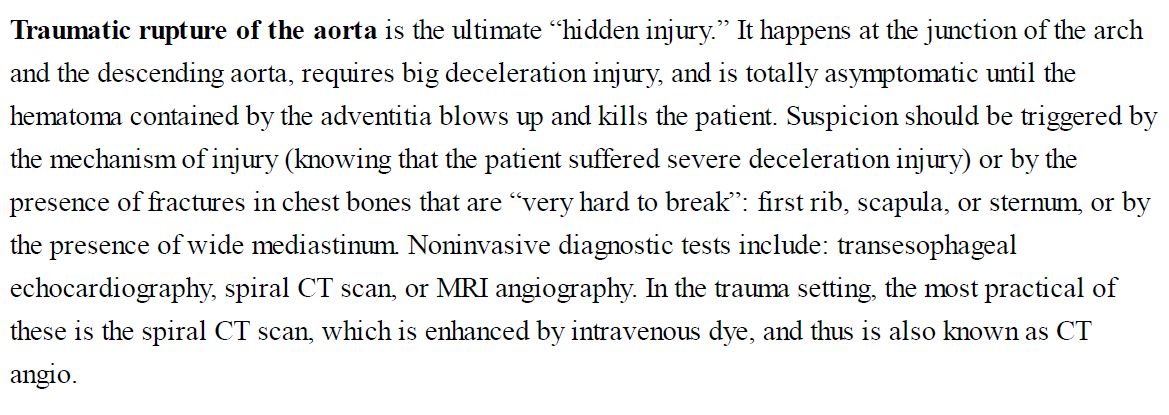 Traumatic rupture of the aorta is the ultimate “hidden injury.” It happens at the junction of the arch
and the descending aorta, requires big deceleration injury, and is totally asymptomatic until the
hematoma contained by the adventitia blows up and kills the patient. Suspicion should be triggered by
the mechanism of injury (knowing that the patient suffered severe deceleration injury) or by the
presence of fractures in chest bones that are “very hard to break”: first rib, scapula, or sternum, or by
the presence of wide mediastinum. Noninvasive diagnostic tests include: transesophageal
echocardiography, spiral CT scan, or MRI angiography. In the trauma setting, the most practical of
these is the spiral CT scan, which is enhanced by intravenous dye, and thus is also known as CT
angio.